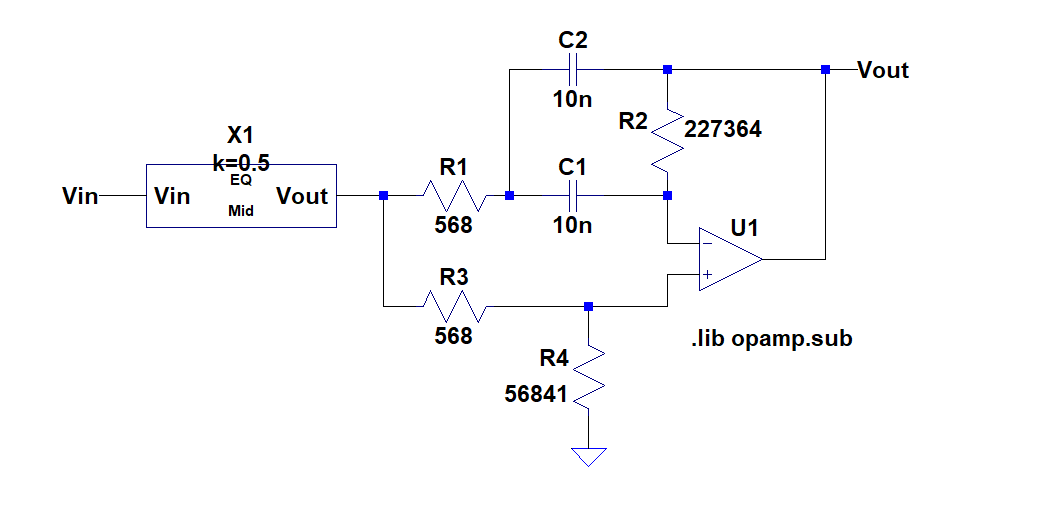 C2
Vout
10n
R2
227364
X1
k=0.5
EQ
R1
C1
Vin
Vin
Vout
Mid
568
10n
U1
R3
568
.lib opamp.sub
R4
56841